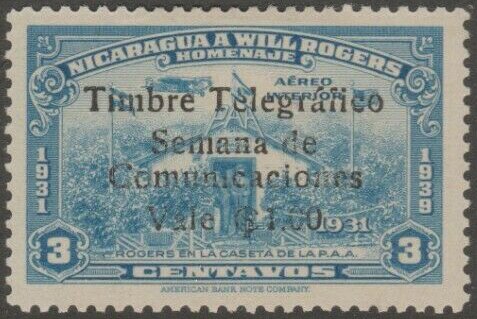 NICARAGUA A WILL ROGERS
HOMENAJE
AÉREO
INTERIOR
Timbre Telegráfico
Semana de
Comunicaciones
Vale ₡1.00
1931
1931
1939
ROGERS EN LA CASETA DE LA P.A.A.
3 CENTAVOS 3
AMERICAN BANK NOTE COMPANY.